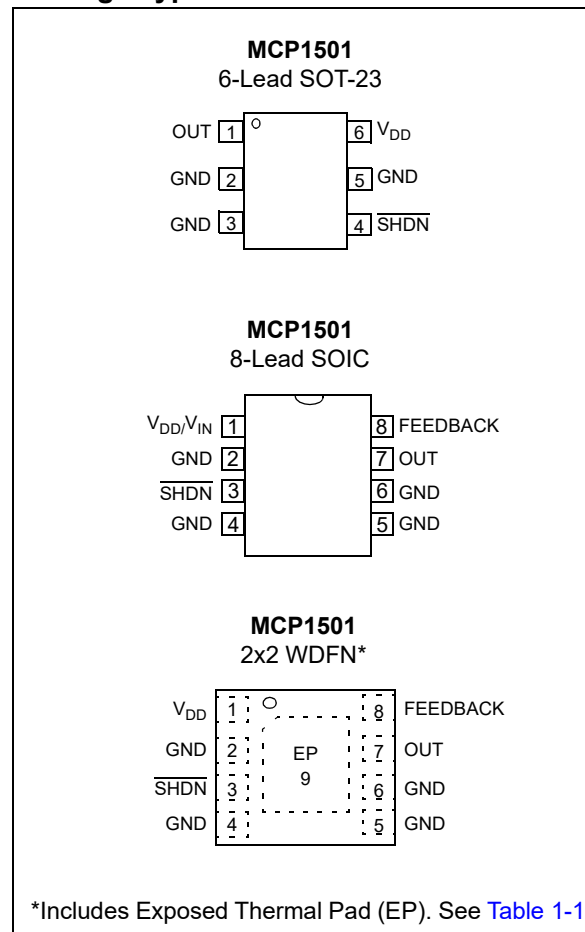 MCP1501
6-Lead SOT-23
OUT 1 6 VDD
GND 2 5 GND
GND 3 4 SHDN
MCP1501
8-Lead SOIC
VDD/VIN 1 8 FEEDBACK
GND 2 7 OUT
SHDN 3 6 GND
GND 4 5 GND
MCP1501
2x2 WDFN*
VDD 1 8 FEEDBACK
GND 2 EP 7 OUT
SHDN 3 9 6 GND
GND 4 5 GND
*Includes Exposed Thermal Pad (EP). See Table 1-1